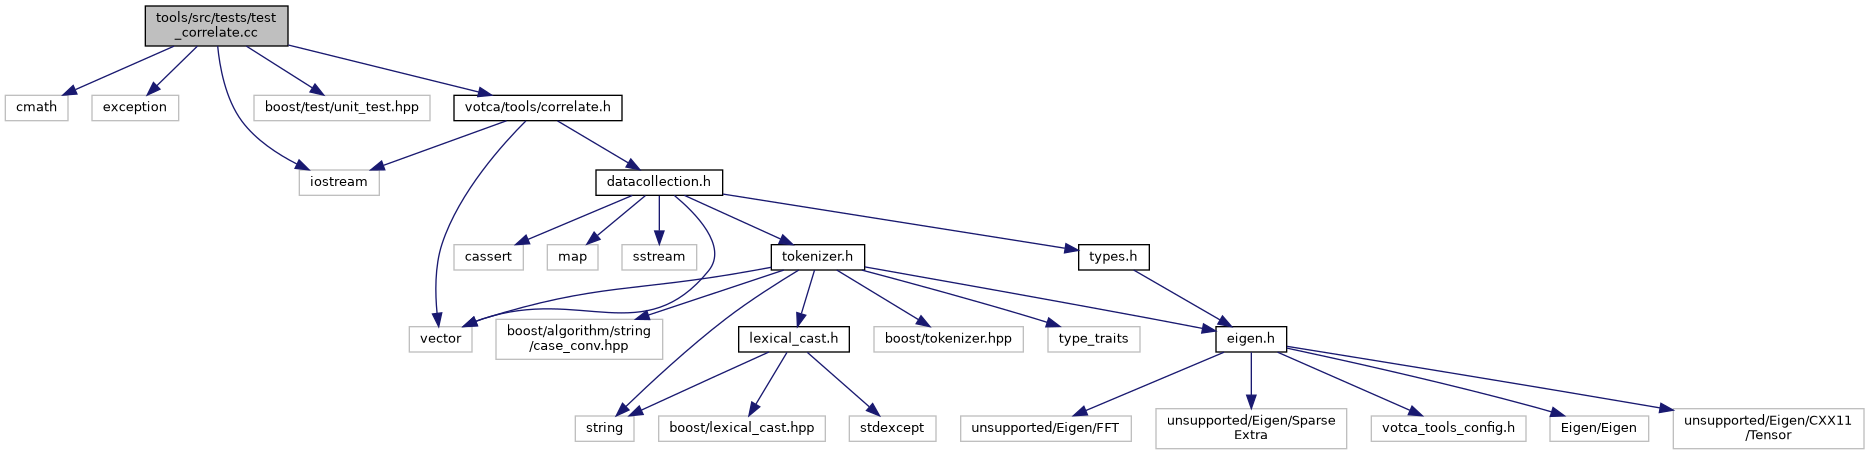 tools/src/tests/test
_correlate.cc
cmath
exception
boost/test/unit_test.hpp
votca/tools/correlate.h
iostream
datacollection.h
cassert
map
sstream
tokenizer.h
types.h
vector
boost/algorithm/string
/case_conv.hpp
lexical_cast.h
boost/tokenizer.hpp
type_traits
eigen.h
string
boost/lexical_cast.hpp
stdexcept
unsupported/Eigen/FFT
unsupported/Eigen/Sparse
Extra
votca_tools_config.h
Eigen/Eigen
unsupported/Eigen/CXX11
/Tensor